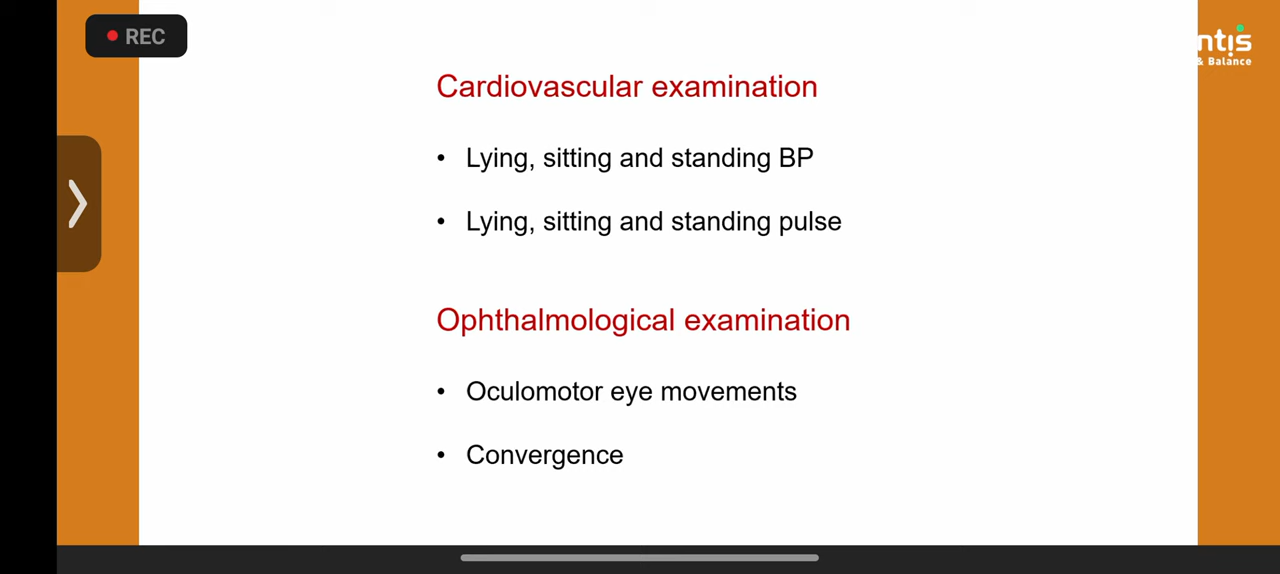 REC
ntis
& Balance
Cardiovascular examination
• Lying, sitting and standing BP
• Lying, sitting and standing pulse
Ophthalmological examination
• Oculomotor eye movements
• Convergence